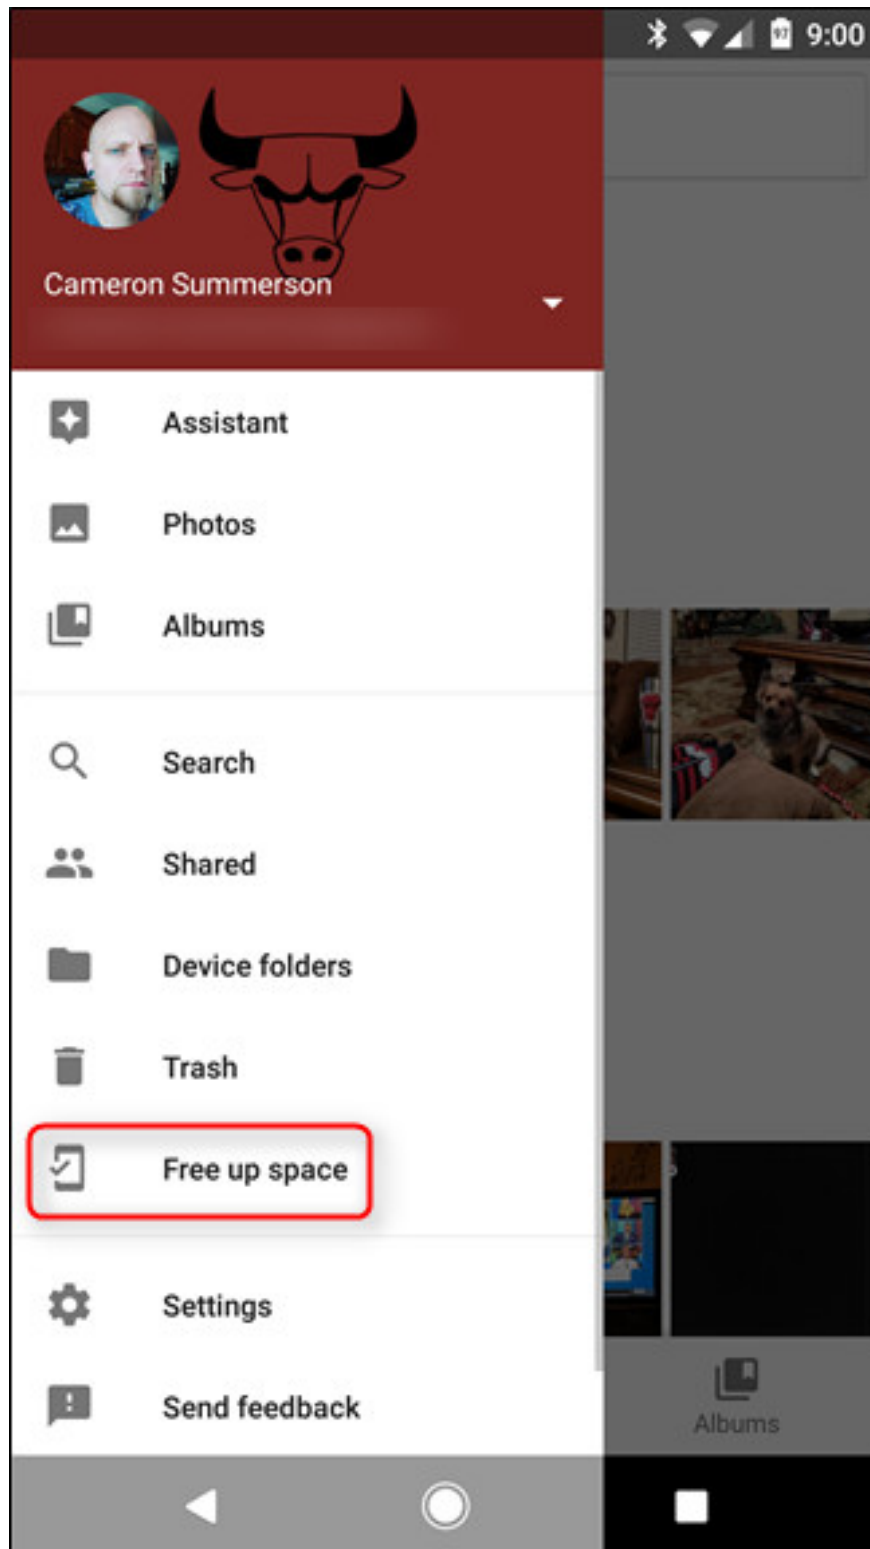 97 9:00
Cameron Summerson
Assistant
Photos
Albums
Search
Shared
Device folders
Trash
Free up space
Settings
Send feedback
Albums